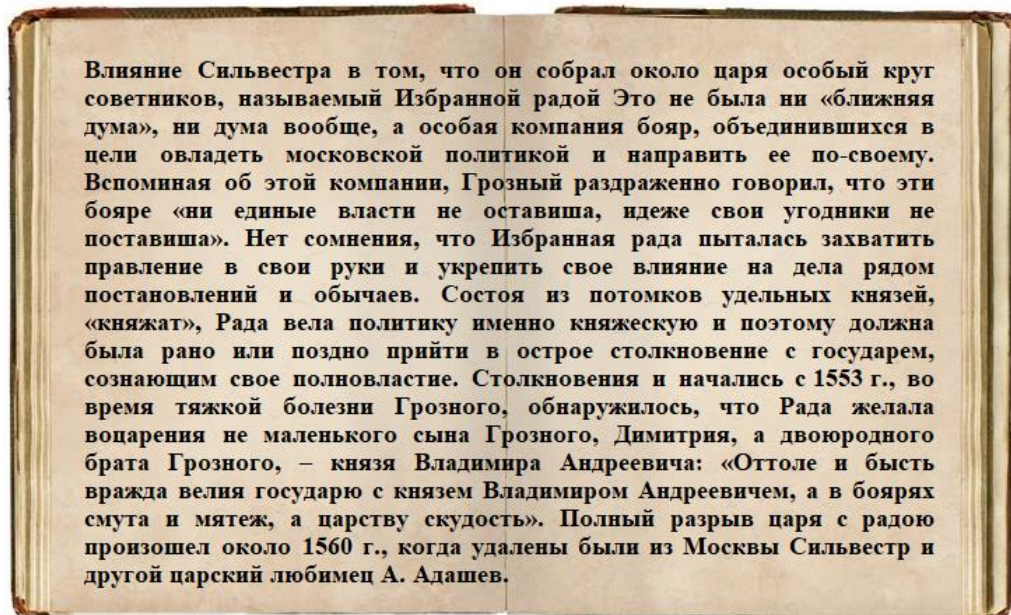 Влияние Сильвестра в том, что он собрал около царя особый круг
советников, называемый Избранной радой Это не была ни «ближняя
дума», ни дума вообще, а особая компания бояр, объединившихся в
цели овладеть московской политикой и направить ее по-своему.
Вспоминая об этой компании, Грозный раздраженно говорил, что эти
бояре «ни единые власти не оставиша, идеже свои угодники не
поставиша». Нет сомнения, что Избранная рада пыталась захватить
правление в свои руки и укрепить свое влияние на дела рядом
постановлений и обычаев. Состоя из потомков удельных князей,
«княжат», Рада вела политику именно княжескую и поэтому должна
была рано или поздно прийти в острое столкновение с государем,
сознающим свое полновластие. Столкновения и начались с 1553 г., во
время тяжкой болезни Грозного, обнаружилось, что Рада желала
воцарения не маленького сына Грозного, Димитрия, а двоюродного
брата Грозного, – князя Владимира Андреевича: «Оттоле и бысть
вражда велия государю с князем Владимиром Андреевичем, а в боярях
смута и мятеж, а царству скудость». Полный разрыв царя с радою
произошел около 1560 г., когда удалены были из Москвы Сильвестр и
другой царский любимец А. Адашев.